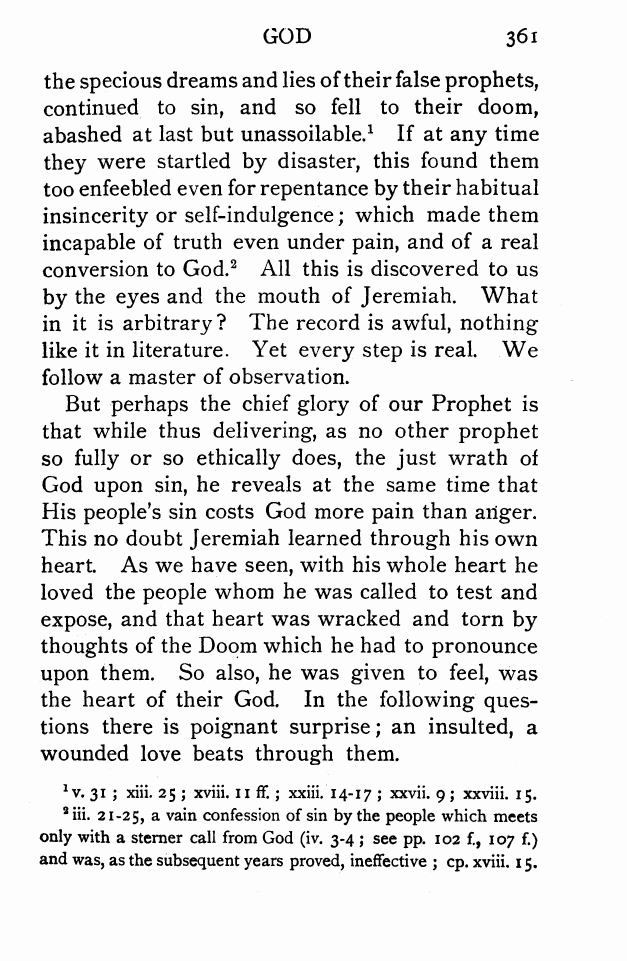 GOD 361
the specious dreams and lies of their false prophets,
continued to sin, and so fell to their doom,
abashed at last but unassoilable.¹ If at any time
they were startled by disaster, this found them
too enfeebled even for repentance by their habitual
insincerity or self-indulgence; which made them
incapable of truth even under pain, and of a real
conversion to God.² All this is discovered to us
by the eyes and the mouth of Jeremiah. What
in it is arbitrary? The record is awful, nothing
like it in literature. Yet every step is real. We
follow a master of observation.
But perhaps the chief glory of our Prophet is
that while thus delivering, as no other prophet
so fully or so ethically does, the just wrath of
God upon sin, he reveals at the same time that
His people's sin costs God more pain than anger.
This no doubt Jeremiah learned through his own
heart. As we have seen, with his whole heart he
loved the people whom he was called to test and
expose, and that heart was wracked and torn by
thoughts of the Doom which he had to pronounce
upon them. So also, he was given to feel, was
the heart of their God. In the following ques-
tions there is poignant surprise; an insulted, a
wounded love beats through them.
¹ v. 31; xiii. 25; xviii. 11 ff.; xxiii. 14-17; xxvii. 9; xxviii. 15.
² iii. 21-25, a vain confession of sin by the people which meets
only with a sterner call from God (iv. 3-4; see pp. 102 f., 107 f.)
and was, as the subsequent years proved, ineffective; cp. xviii. 15.